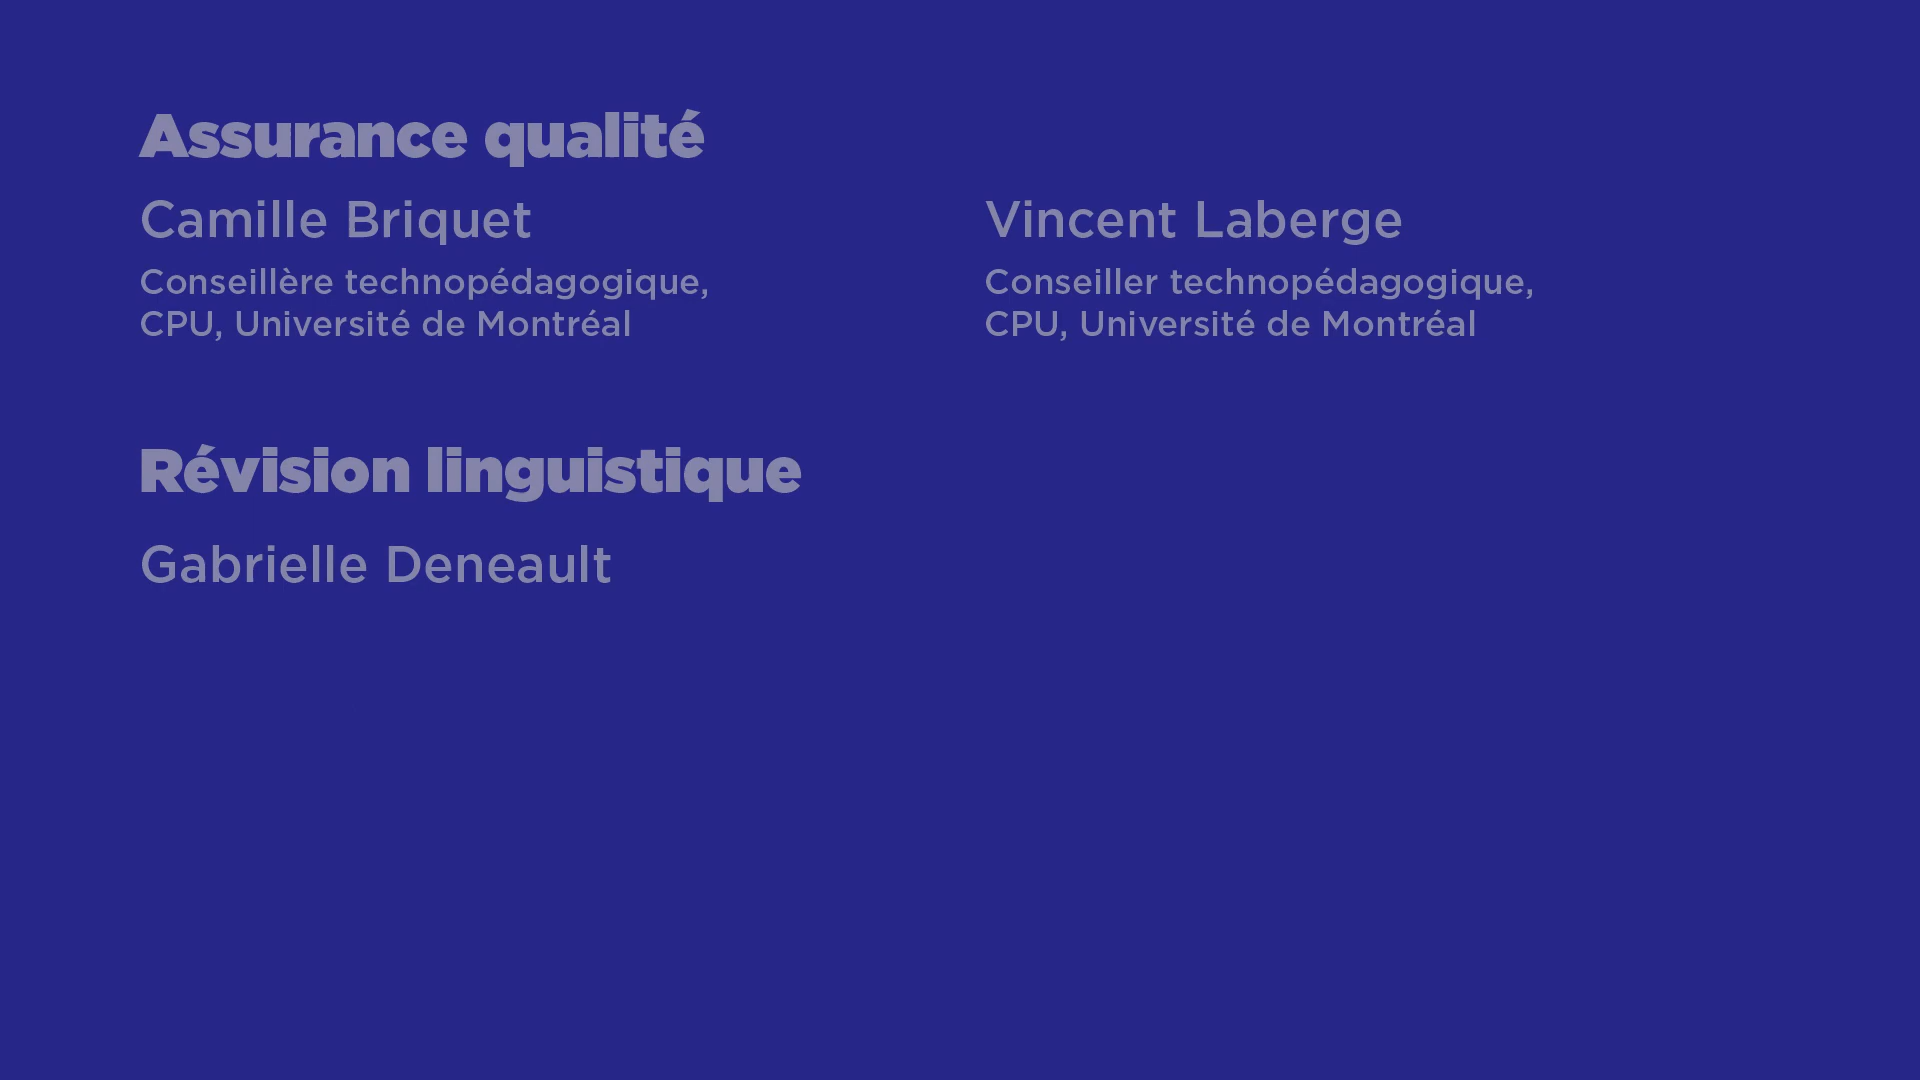 Assurance qualité
Camille Briquet
Conseillère technopédagogique,
CPU, Université de Montréal
Vincent Laberge
Conseiller technopédagogique,
CPU, Université de Montréal
Révision linguistique
Gabrielle Deneault